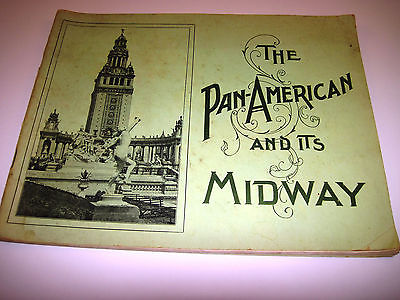 THE
PAN-AMERICAN
AND ITS
MIDWAY